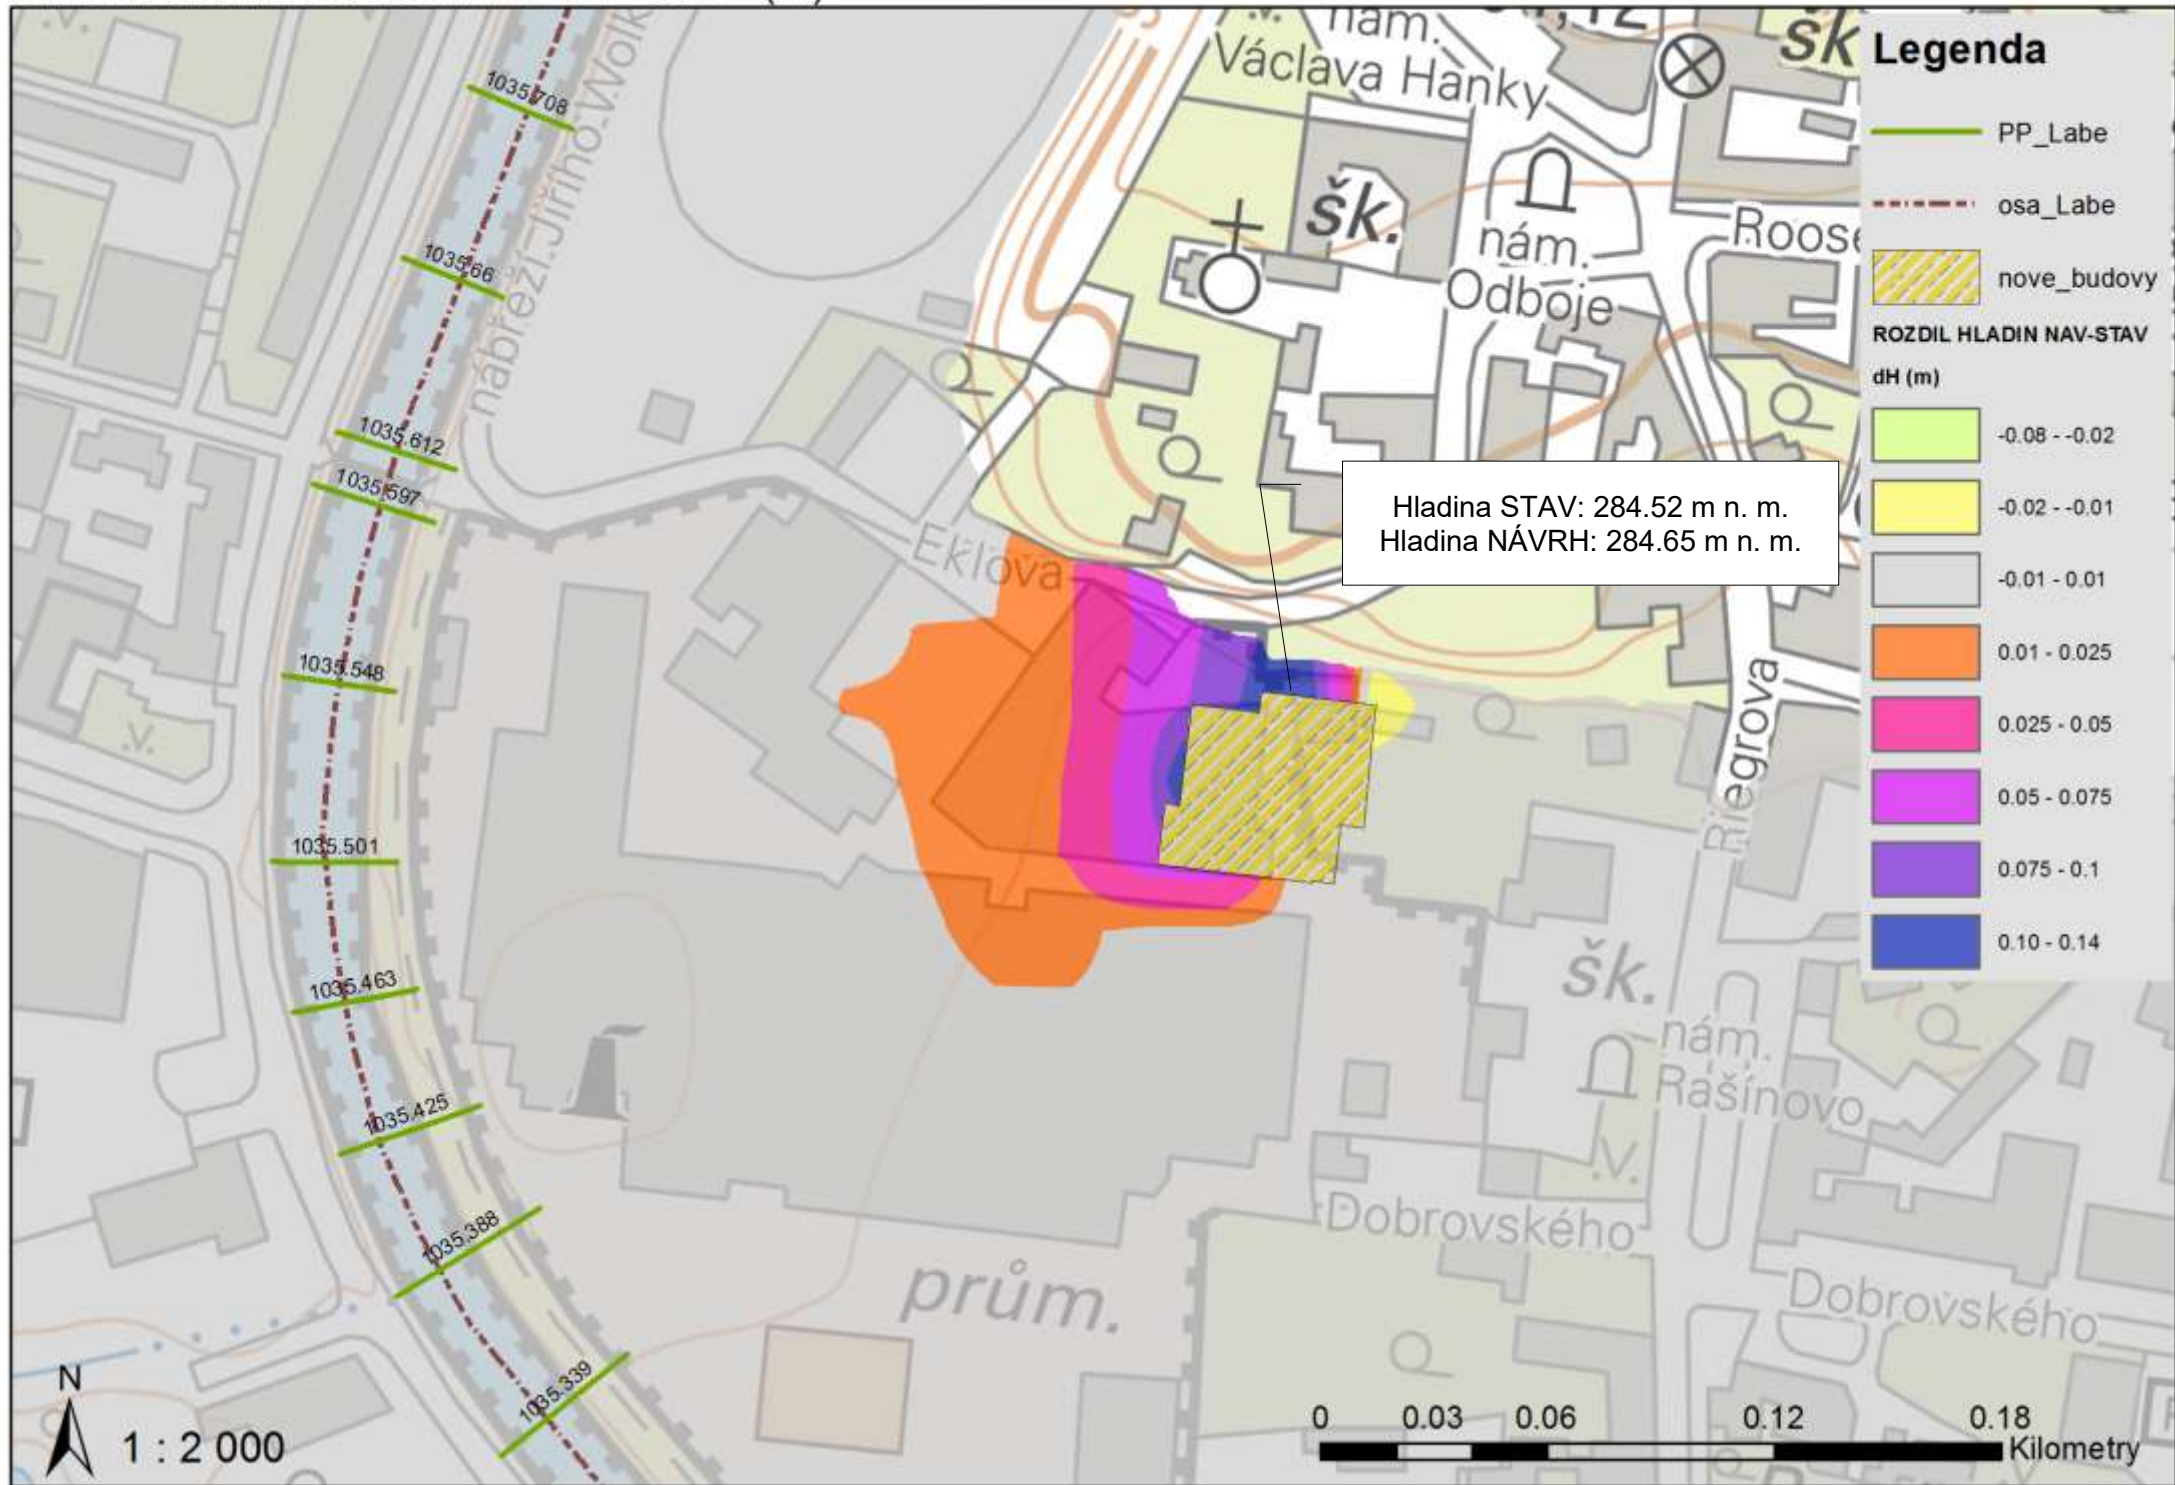 1035.708
nábřeží Jiřího Wolk
nám.
Václava Hanky
šk
Legenda
PP_Labe
osa_Labe
nove_budovy
ROZDIL HLADIN NAV-STAV
dH (m)
-0.08 - -0.02
-0.02 - -0.01
-0.01 - 0.01
0.01 - 0.025
0.025 - 0.05
0.05 - 0.075
0.075 - 0.1
0.10 - 0.14
šk.
nám.
Odboje
Roose
1035.66
1035.612
1035.597
Hladina STAV: 284.52 m n. m.
Hladina NÁVRH: 284.65 m n. m.
Eklova
1035.548
.v.
Riegrova
1035.501
1035.463
šk.
nám.
Rašínovo
1035.425
.v.
1035.388
Dobrovského
Dobrovského
prům.
1035.339
N
1 : 2 000
0 0.03 0.06 0.12 0.18
Kilometry